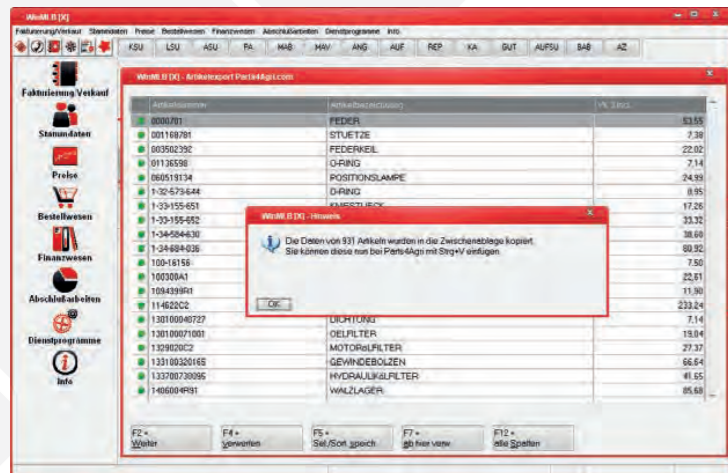 WinMLB [X]
Fakturierung/Verkauf Stammdaten Preise Bestellwesen Finanzwesen Abschlußarbeiten Dienstprogramme Info
KSU LSU ASU PA MAB MAV ANG AUF REP KA GUT AUFSU BAB AZ
Fakturierung/Verkauf
Stammdaten
Preise
Bestellwesen
Finanzwesen
Abschlußarbeiten
Dienstprogramme
Info
WinMLB [X] - Artikelexport Parts4Agri.com
Artikelnummer Artikelbezeichnung
0000701 FEDER 53,55
001168781 STUETZE 7,38
003502392 FEDERKEIL 22,02
01136598 O-RING 7,14
060519134 POSITIONSLAMPE 24,99
1-32-573-644 O-RING 8,95
1-33-155-651 KNIESTUECK 17,26
1-33-155-652 33,32
1-34-584-630 38,60
1-34-684-036 80,92
100-16156 7,50
100300A1 22,61
1094399R1 11,90
114622C2 233,24
130100040727 DICHTUNG 7,14
130100071001 OELFILTER 19,04
1329020C2 MOTORöLFILTER 27,37
133100320165 GEWINDEBOLZEN 66,64
133700730095 HYDRAULIKöLFILTER 41,65
1406004R91 WALZLAGER 85,68
WinMLB [X] - Hinweis
Die Daten von 931 Artikeln wurden in die Zwischenablage kopiert.
Sie können diese nun bei Parts4Agri mit Strg+V einfügen.
OK
F2 = Weiter
F4 = verwerfen
F5 = Sel./Sort. speich.
F7 = ab hier verw.
F12 = alle Spalten